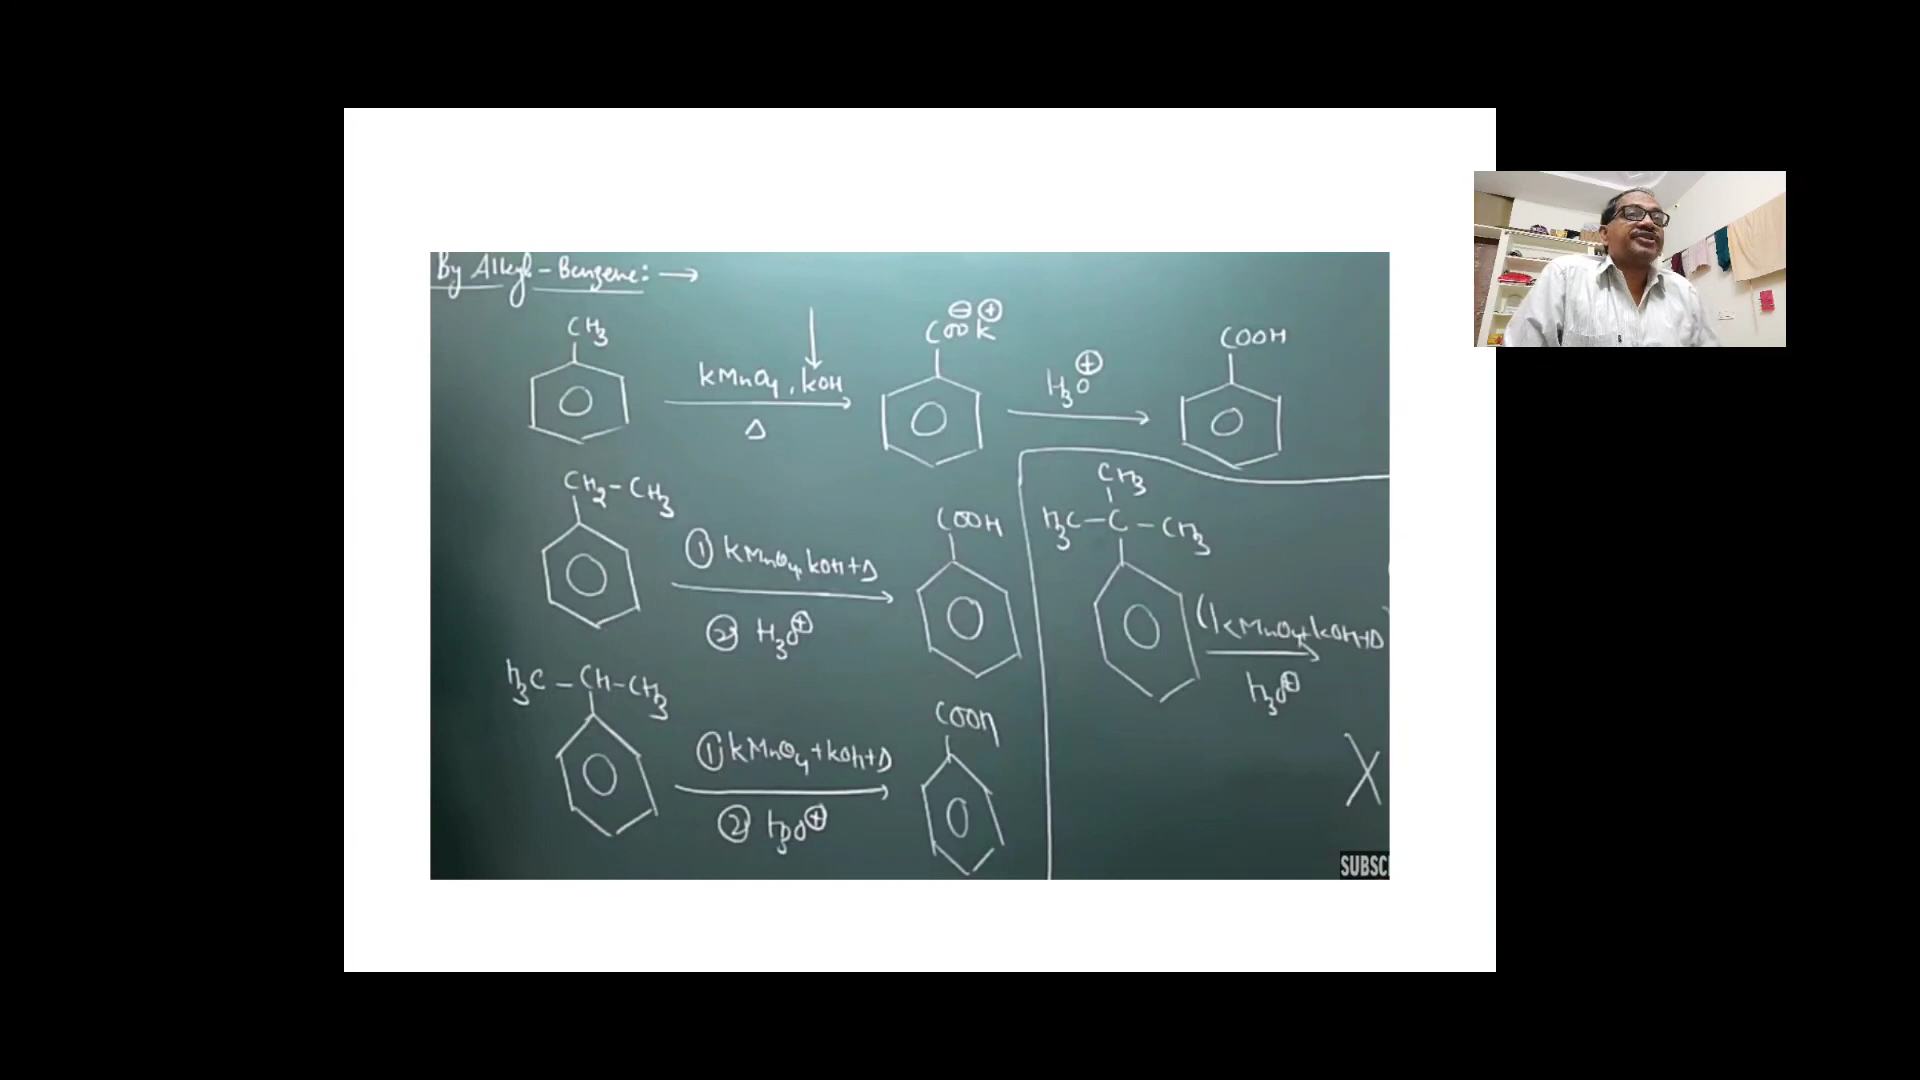 By Alkyl-Benzene: →
CH3
KMnO4, KOH
Δ
COO⊖K⊕
H3O⊕
COOH
CH2-CH3
① KMnO4, KOH+Δ
② H3O⊕
COOH
H3C-CH-CH3
① KMnO4+KOH+Δ
② H3O⊕
COOH
CH3
H3C-C-CH3
KMnO4+KOH+Δ
H3O⊕
X
SUBSC